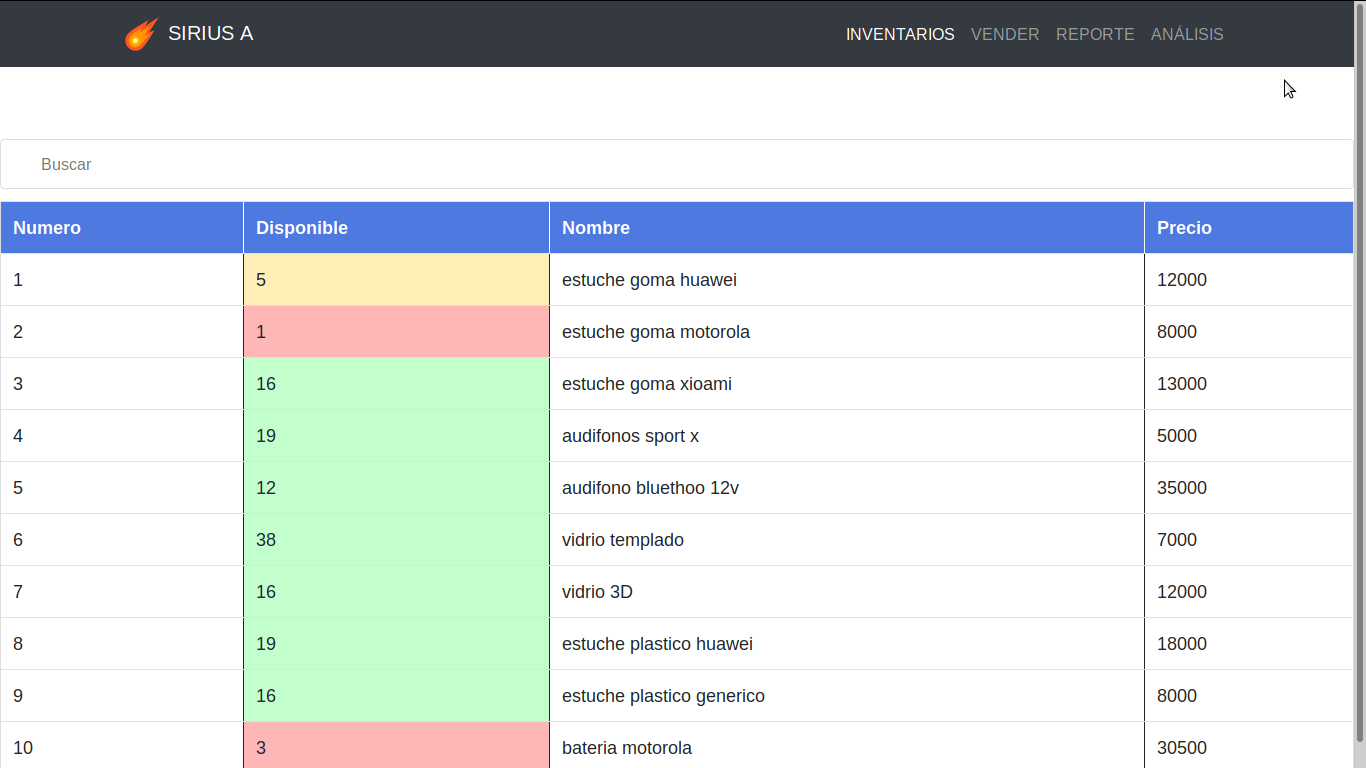 SIRIUS A INVENTARIOS VENDER REPORTE ANÁLISIS
Buscar
Numero Disponible Nombre Precio
1 5 estuche goma huawei 12000
2 1 estuche goma motorola 8000
3 16 estuche goma xioami 13000
4 19 audifonos sport x 5000
5 12 audifono bluethoo 12v 35000
6 38 vidrio templado 7000
7 16 vidrio 3D 12000
8 19 estuche plastico huawei 18000
9 16 estuche plastico generico 8000
10 3 bateria motorola 30500